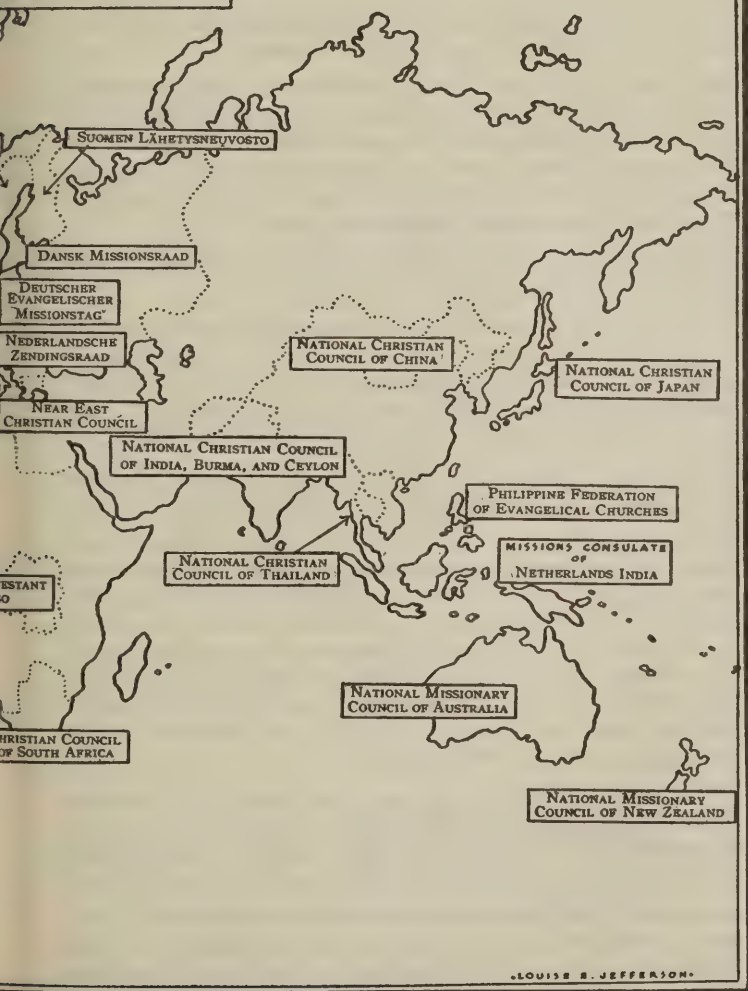 SUOMEN LÄHETYSNEUVOSTO
DANSK MISSIONSRAAD
DEUTSCHER
EVANGELISCHER
MISSIONSTAG
NEDERLANDSCHE
ZENDINGSRAAD
NEAR EAST
CHRISTIAN COUNCIL
NATIONAL CHRISTIAN
COUNCIL OF CHINA
NATIONAL CHRISTIAN
COUNCIL OF JAPAN
NATIONAL CHRISTIAN COUNCIL
OF INDIA, BURMA, AND CEYLON
PHILIPPINE FEDERATION
OF EVANGELICAL CHURCHES
NATIONAL CHRISTIAN
COUNCIL OF THAILAND
MISSIONS CONSULATE
OF
NETHERLANDS INDIA
NATIONAL MISSIONARY
COUNCIL OF AUSTRALIA
COUNCIL
SOUTH AFRICA
NATIONAL MISSIONARY
COUNCIL OF NEW ZEALAND
LOUISE E. JEFFERSON